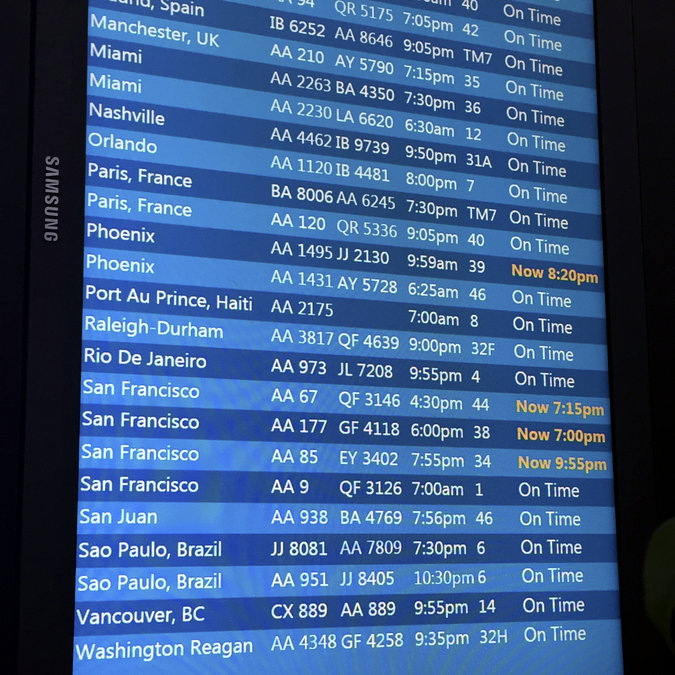 40 On Time
94 QR 5175 7:05pm 42 On Time
Spain IB 6252 AA 8646 9:05pm TM7 On Time
Manchester, UK AA 210 AY 5790 7:15pm 35 On Time
Miami AA 2263 BA 4350 7:30pm 36 On Time
Miami AA 2230 LA 6620 6:30am 12 On Time
Nashville AA 4462 IB 9739 9:50pm 31A On Time
Orlando AA 1120 IB 4481 8:00pm 7 On Time
Paris, France BA 8006 AA 6245 7:30pm TM7 On Time
Paris, France AA 120 QR 5336 9:05pm 40 On Time
Phoenix AA 1495 JJ 2130 9:59am 39 Now 8:20pm
Phoenix AA 1431 AY 5728 6:25am 46 On Time
Port Au Prince, Haiti AA 2175 7:00am 8 On Time
Raleigh-Durham AA 3817 QF 4639 9:00pm 32F On Time
Rio De Janeiro AA 973 JL 7208 9:55pm 4 On Time
San Francisco AA 67 QF 3146 4:30pm 44 Now 7:15pm
San Francisco AA 177 GF 4118 6:00pm 38 Now 7:00pm
San Francisco AA 85 EY 3402 7:55pm 34 Now 9:55pm
San Francisco AA 9 QF 3126 7:00am 1 On Time
San Juan AA 938 BA 4769 7:56pm 46 On Time
Sao Paulo, Brazil JJ 8081 AA 7809 7:30pm 6 On Time
Sao Paulo, Brazil AA 951 JJ 8405 10:30pm 6 On Time
Vancouver, BC CX 889 AA 889 9:55pm 14 On Time
Washington Reagan AA 4348 GF 4258 9:35pm 32H On Time
SAMSUNG